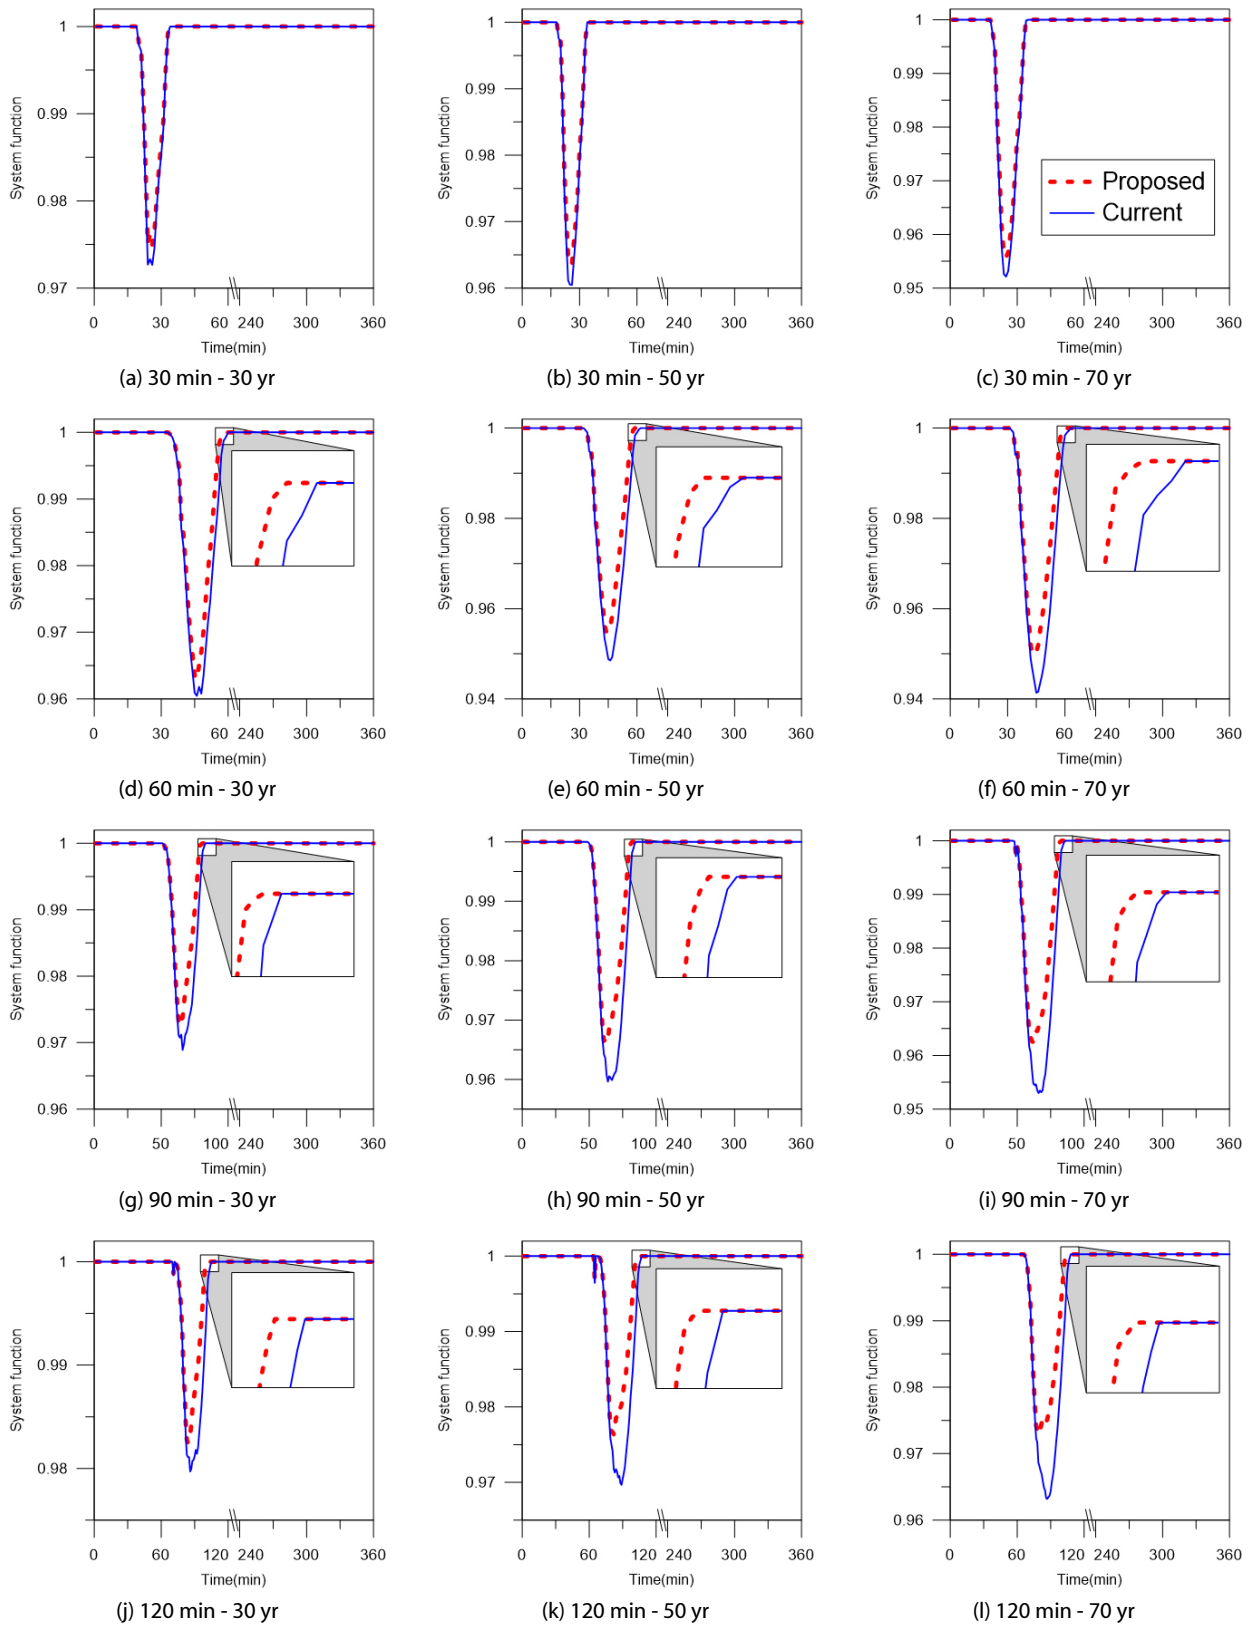 1
0.99
0.98
0.97
System function
0 30 60 240 300 360
Time(min)
(a) 30 min - 30 yr
1
0.99
0.98
0.97
0.96
System function
0 30 60 240 300 360
Time(min)
(b) 30 min - 50 yr
1
0.99
0.98
0.97
0.96
0.95
System function
Proposed
Current
0 30 60 240 300 360
Time(min)
(c) 30 min - 70 yr
1
0.99
0.98
0.97
0.96
System function
0 30 60 240 300 360
Time(min)
(d) 60 min - 30 yr
1
0.98
0.96
0.94
System function
0 30 60 240 300 360
Time(min)
(e) 60 min - 50 yr
1
0.98
0.96
0.94
System function
0 30 60 240 300 360
Time(min)
(f) 60 min - 70 yr
1
0.99
0.98
0.97
0.96
System function
0 50 100 240 300 360
Time(min)
(g) 90 min - 30 yr
1
0.99
0.98
0.97
0.96
System function
0 50 100 240 300 360
Time(min)
(h) 90 min - 50 yr
1
0.99
0.98
0.97
0.96
0.95
System function
0 50 100 240 300 360
Time(min)
(i) 90 min - 70 yr
1
0.99
0.98
System function
0 60 120 240 300 360
Time(min)
(j) 120 min - 30 yr
1
0.99
0.98
0.97
System function
0 60 120 240 300 360
Time(min)
(k) 120 min - 50 yr
1
0.99
0.98
0.97
0.96
System function
0 60 120 240 300 360
Time(min)
(l) 120 min - 70 yr